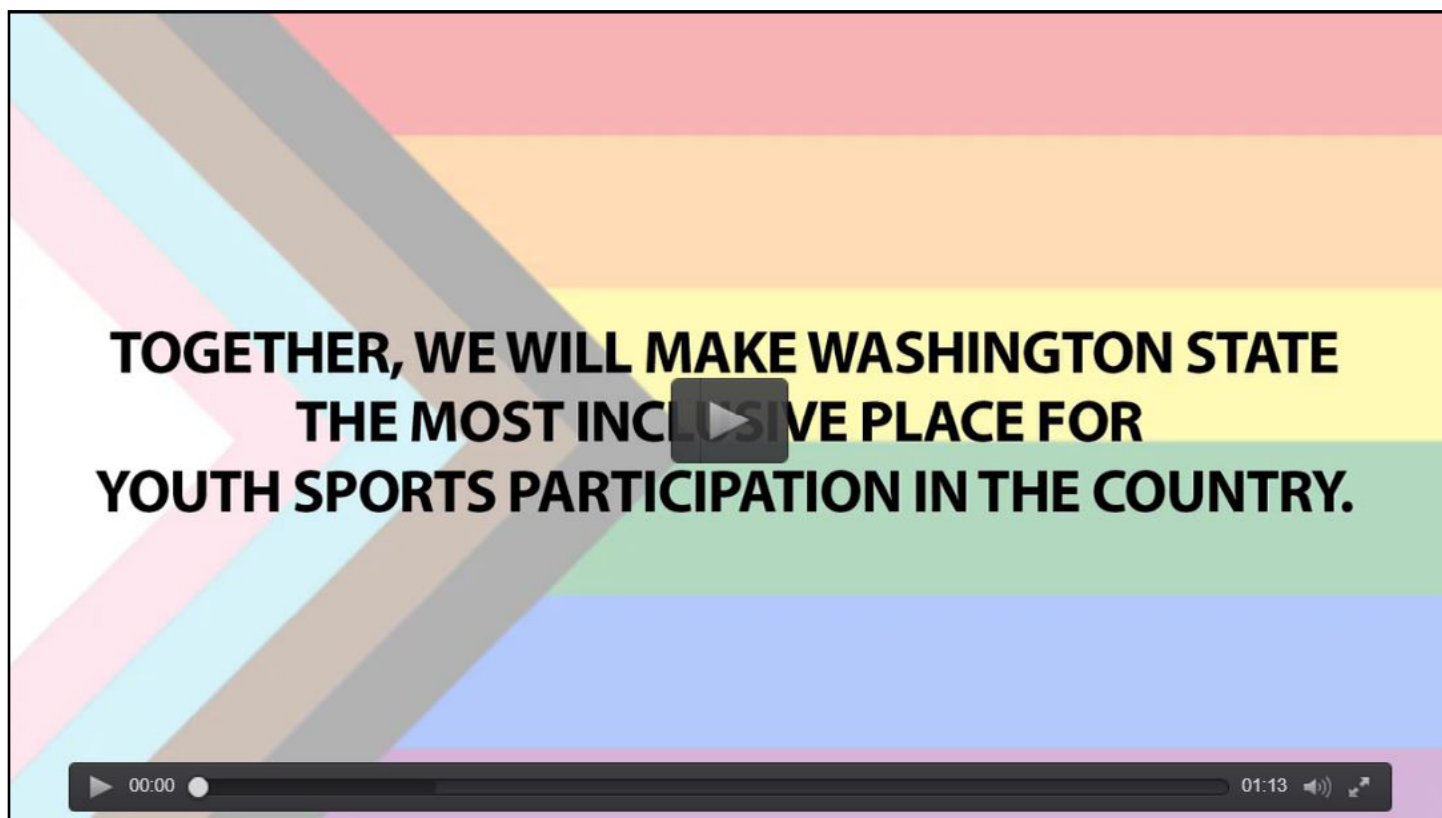 TOGETHER, WE WILL MAKE WASHINGTON STATE
THE MOST INCLUSIVE PLACE FOR
YOUTH SPORTS PARTICIPATION IN THE COUNTRY.
00:00 01:13